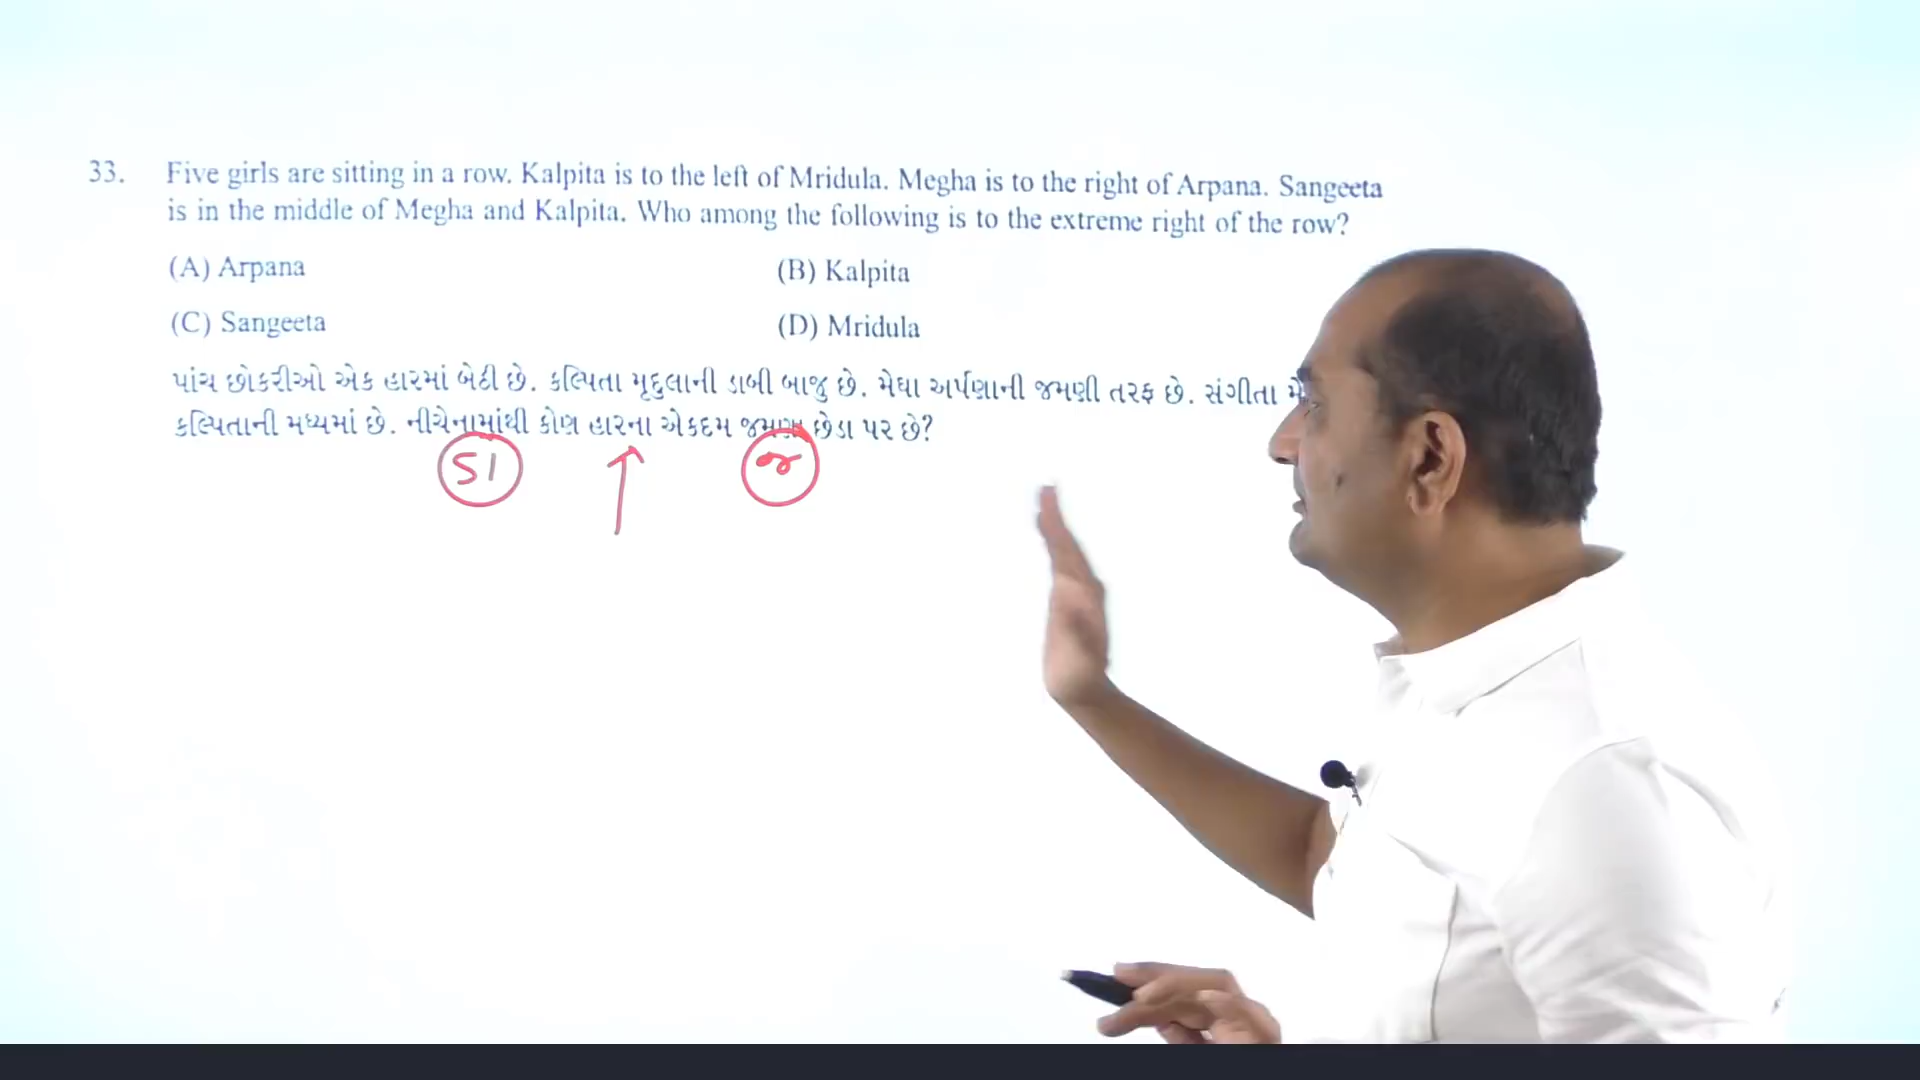 33. Five girls are sitting in a row. Kalpita is to the left of Mridula. Megha is to the right of Arpana. Sangeeta
is in the middle of Megha and Kalpita. Who among the following is to the extreme right of the row?
(A) Arpana (B) Kalpita
(C) Sangeeta (D) Mridula
પાંચ છોકરીઓ એક હારમાં બેઠી છે. કલ્પિતા મૃદુલાની ડાબી બાજુ છે. મેઘા અર્પણાની જમણી તરફ છે. સંગીતા
કલ્પિતાની મધ્યમાં છે. નીચેનામાંથી કોણ હારના એકદમ જમણા છેડા પર છે?
ડા જ